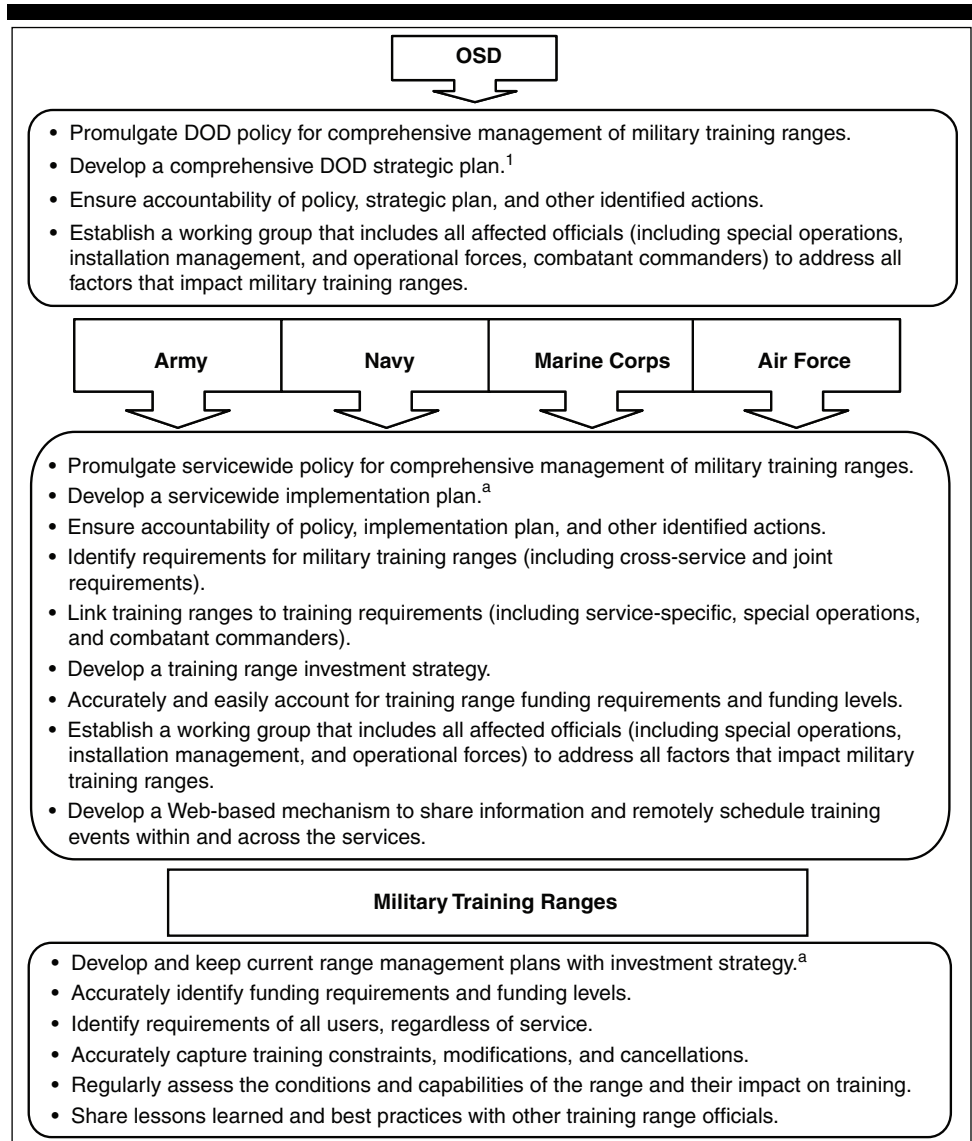 OSD
• Promulgate DOD policy for comprehensive management of military training ranges.
• Develop a comprehensive DOD strategic plan.1
• Ensure accountability of policy, strategic plan, and other identified actions.
• Establish a working group that includes all affected officials (including special operations,
installation management, and operational forces, combatant commanders) to address all
factors that impact military training ranges.
Army Navy Marine Corps Air Force
• Promulgate servicewide policy for comprehensive management of military training ranges.
• Develop a servicewide implementation plan.a
• Ensure accountability of policy, implementation plan, and other identified actions.
• Identify requirements for military training ranges (including cross-service and joint
requirements).
• Link training ranges to training requirements (including service-specific, special operations,
and combatant commanders).
• Develop a training range investment strategy.
• Accurately and easily account for training range funding requirements and funding levels.
• Establish a working group that includes all affected officials (including special operations,
installation management, and operational forces) to address all factors that impact military
training ranges.
• Develop a Web-based mechanism to share information and remotely schedule training
events within and across the services.
Military Training Ranges
• Develop and keep current range management plans with investment strategy.a
• Accurately identify funding requirements and funding levels.
• Identify requirements of all users, regardless of service.
• Accurately capture training constraints, modifications, and cancellations.
• Regularly assess the conditions and capabilities of the range and their impact on training.
• Share lessons learned and best practices with other training range officials.